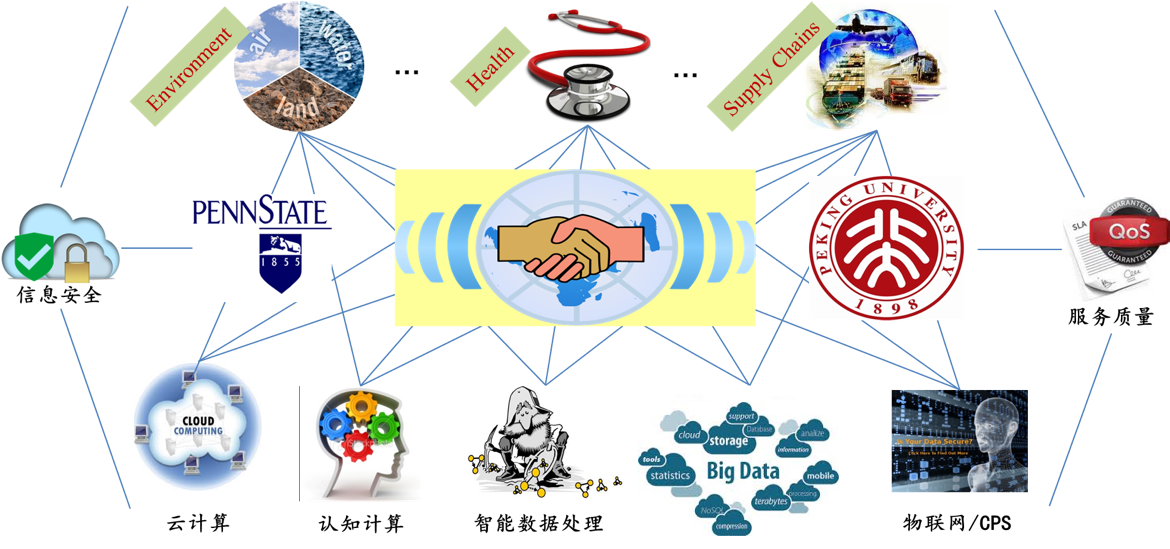 Environment
air
water
land
...
Health
...
Supply Chains
PENNSTATE
1855
PEKING UNIVERSITY
1898
信息安全
SLA
GUARANTEED
QoS
GUARANTEED
服务质量
CLOUD
COMPUTING
云计算
认知计算
智能数据处理
support
Database
cloud
storage
analize
information
tools
statistics
Big Data
mobile
processing
terabytes
NoSQL
compression
Is Your Data Secure?
Click Here To Find Out More
物联网/CPS